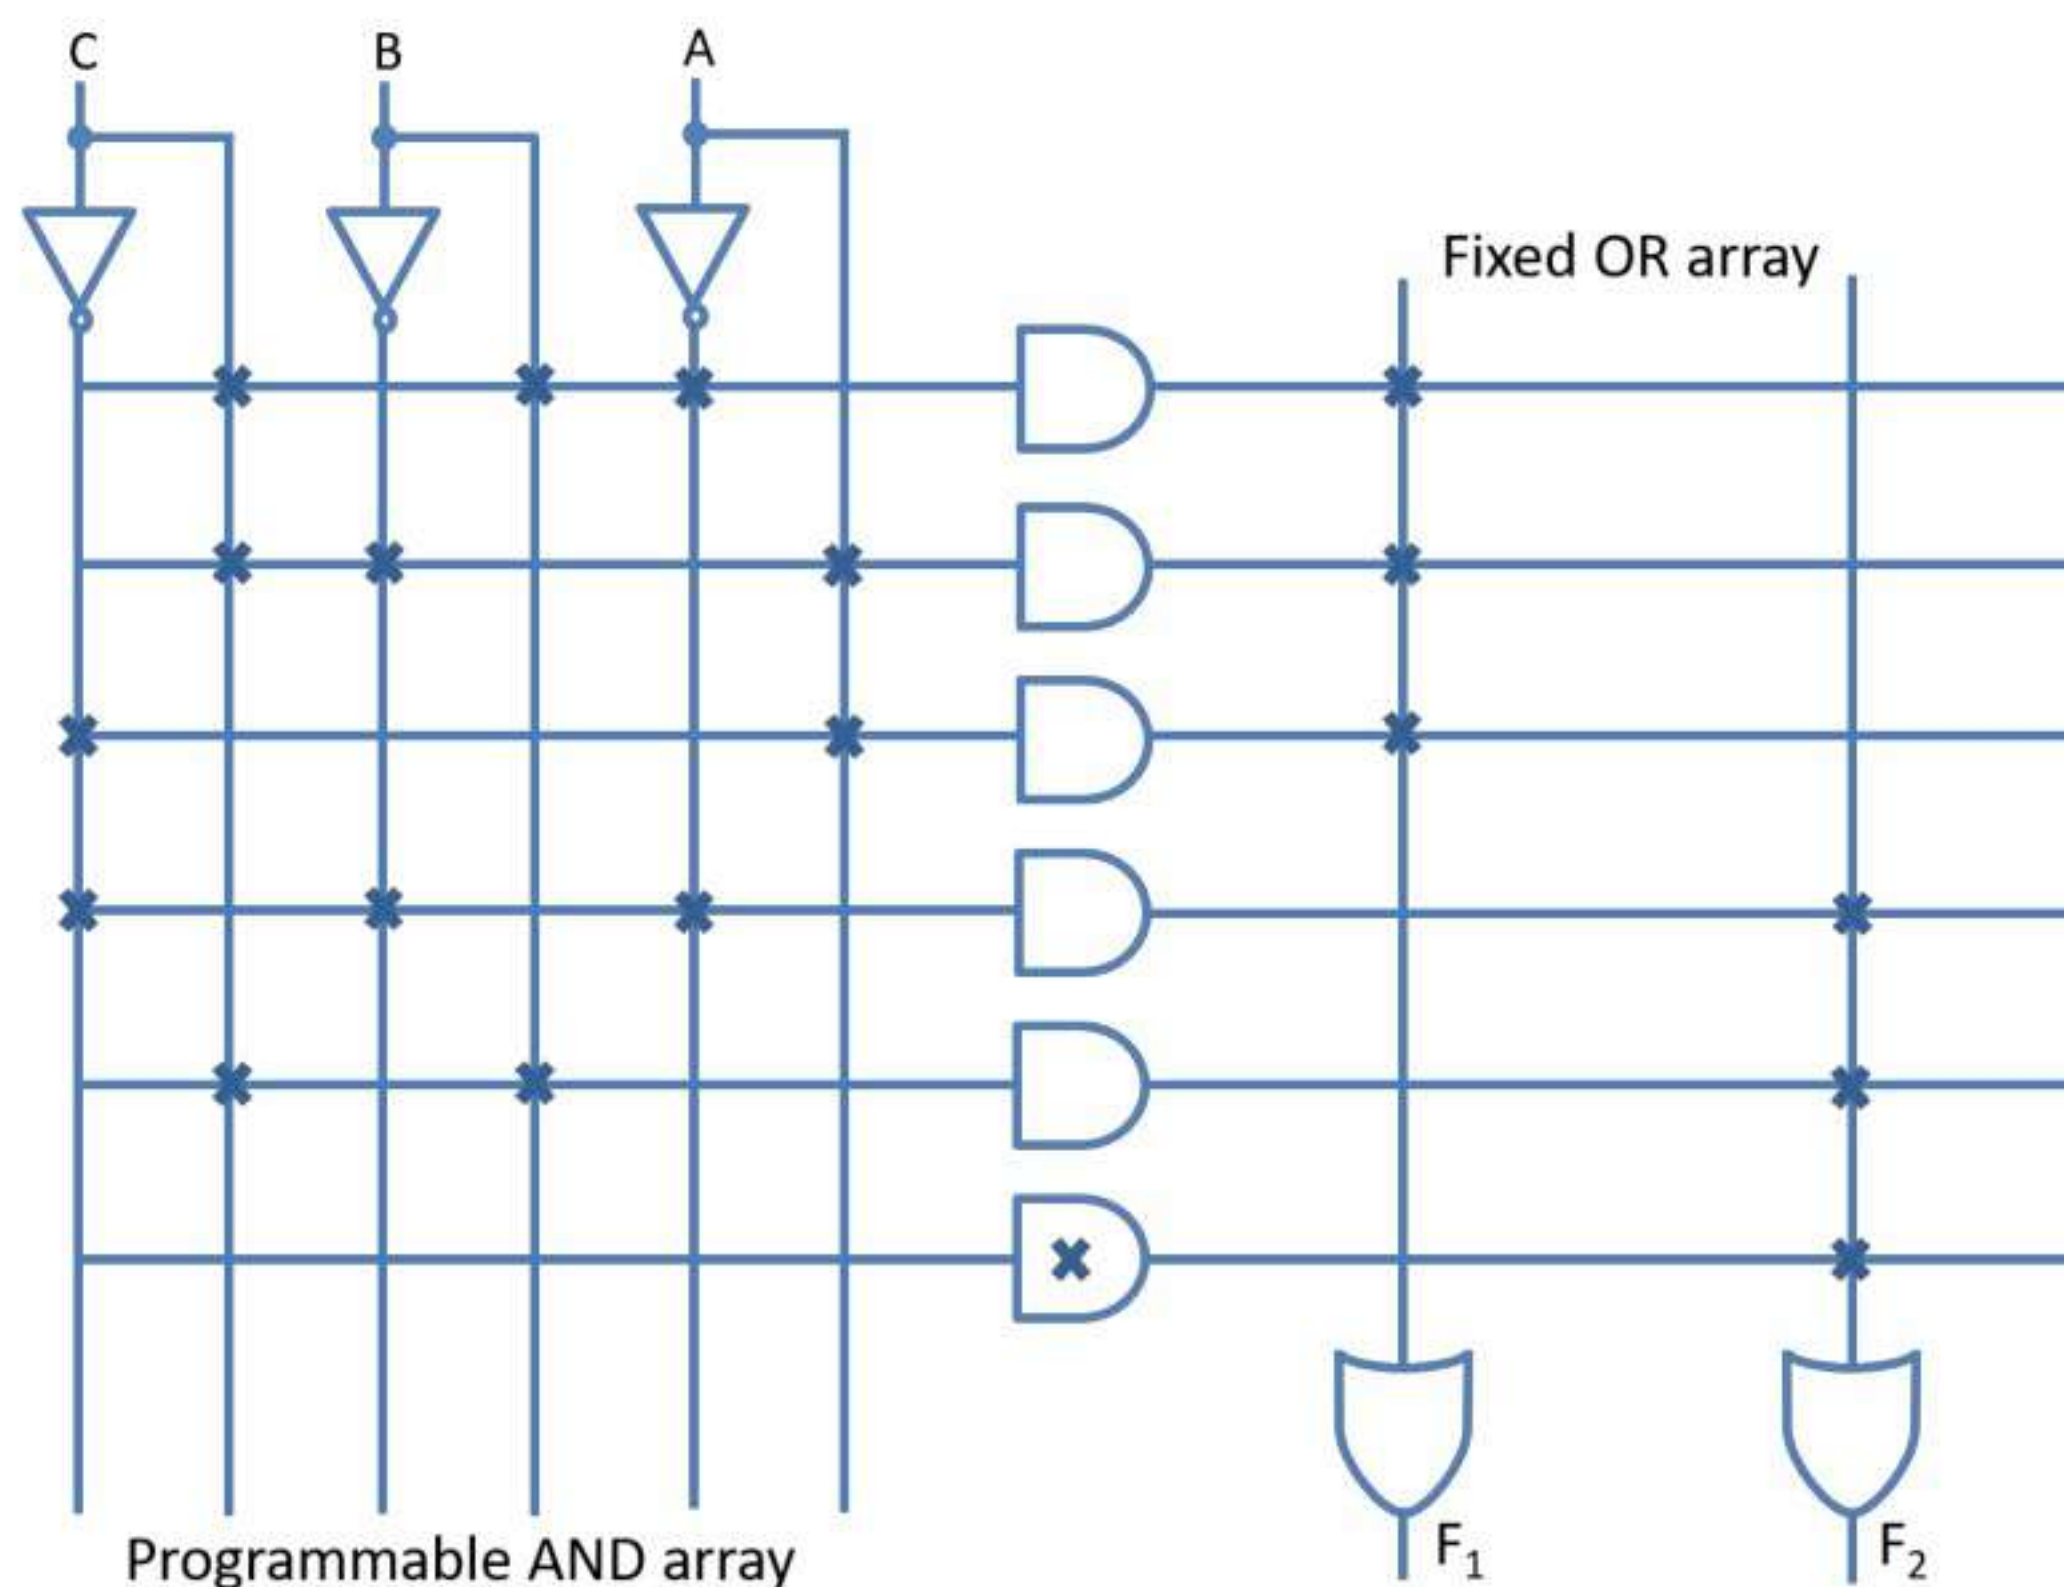 C
B
A
Fixed OR array
Programmable AND array
F₁
F₂